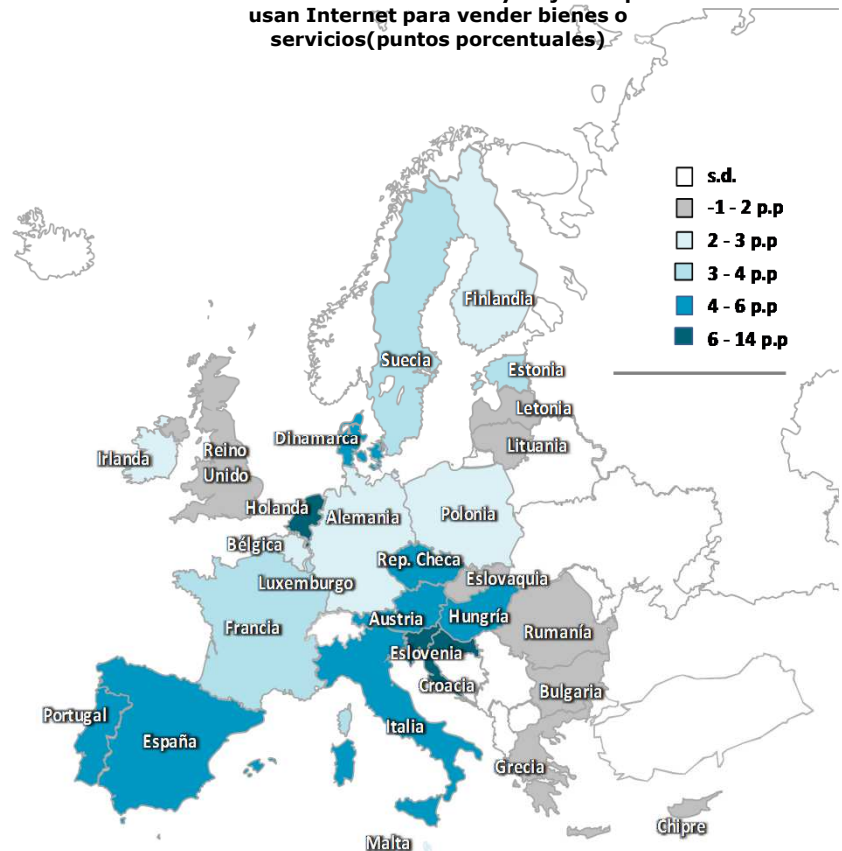 usan Internet para vender bienes o
servicios(puntos porcentuales)
s.d.
-1 - 2 p.p
2 - 3 p.p
3 - 4 p.p
4 - 6 p.p
6 - 14 p.p
Finlandia
Suecia
Estonia
Letonia
Dinamarca
Lituania
Irlanda
Reino
Unido
Holanda
Alemania
Polonia
Bélgica
Rep. Checa
Eslovaquia
Luxemburgo
Austria
Hungría
Francia
Rumanía
Eslovenia
Croacia
Bulgaria
Portugal
España
Italia
Grecia
Chipre
Malta